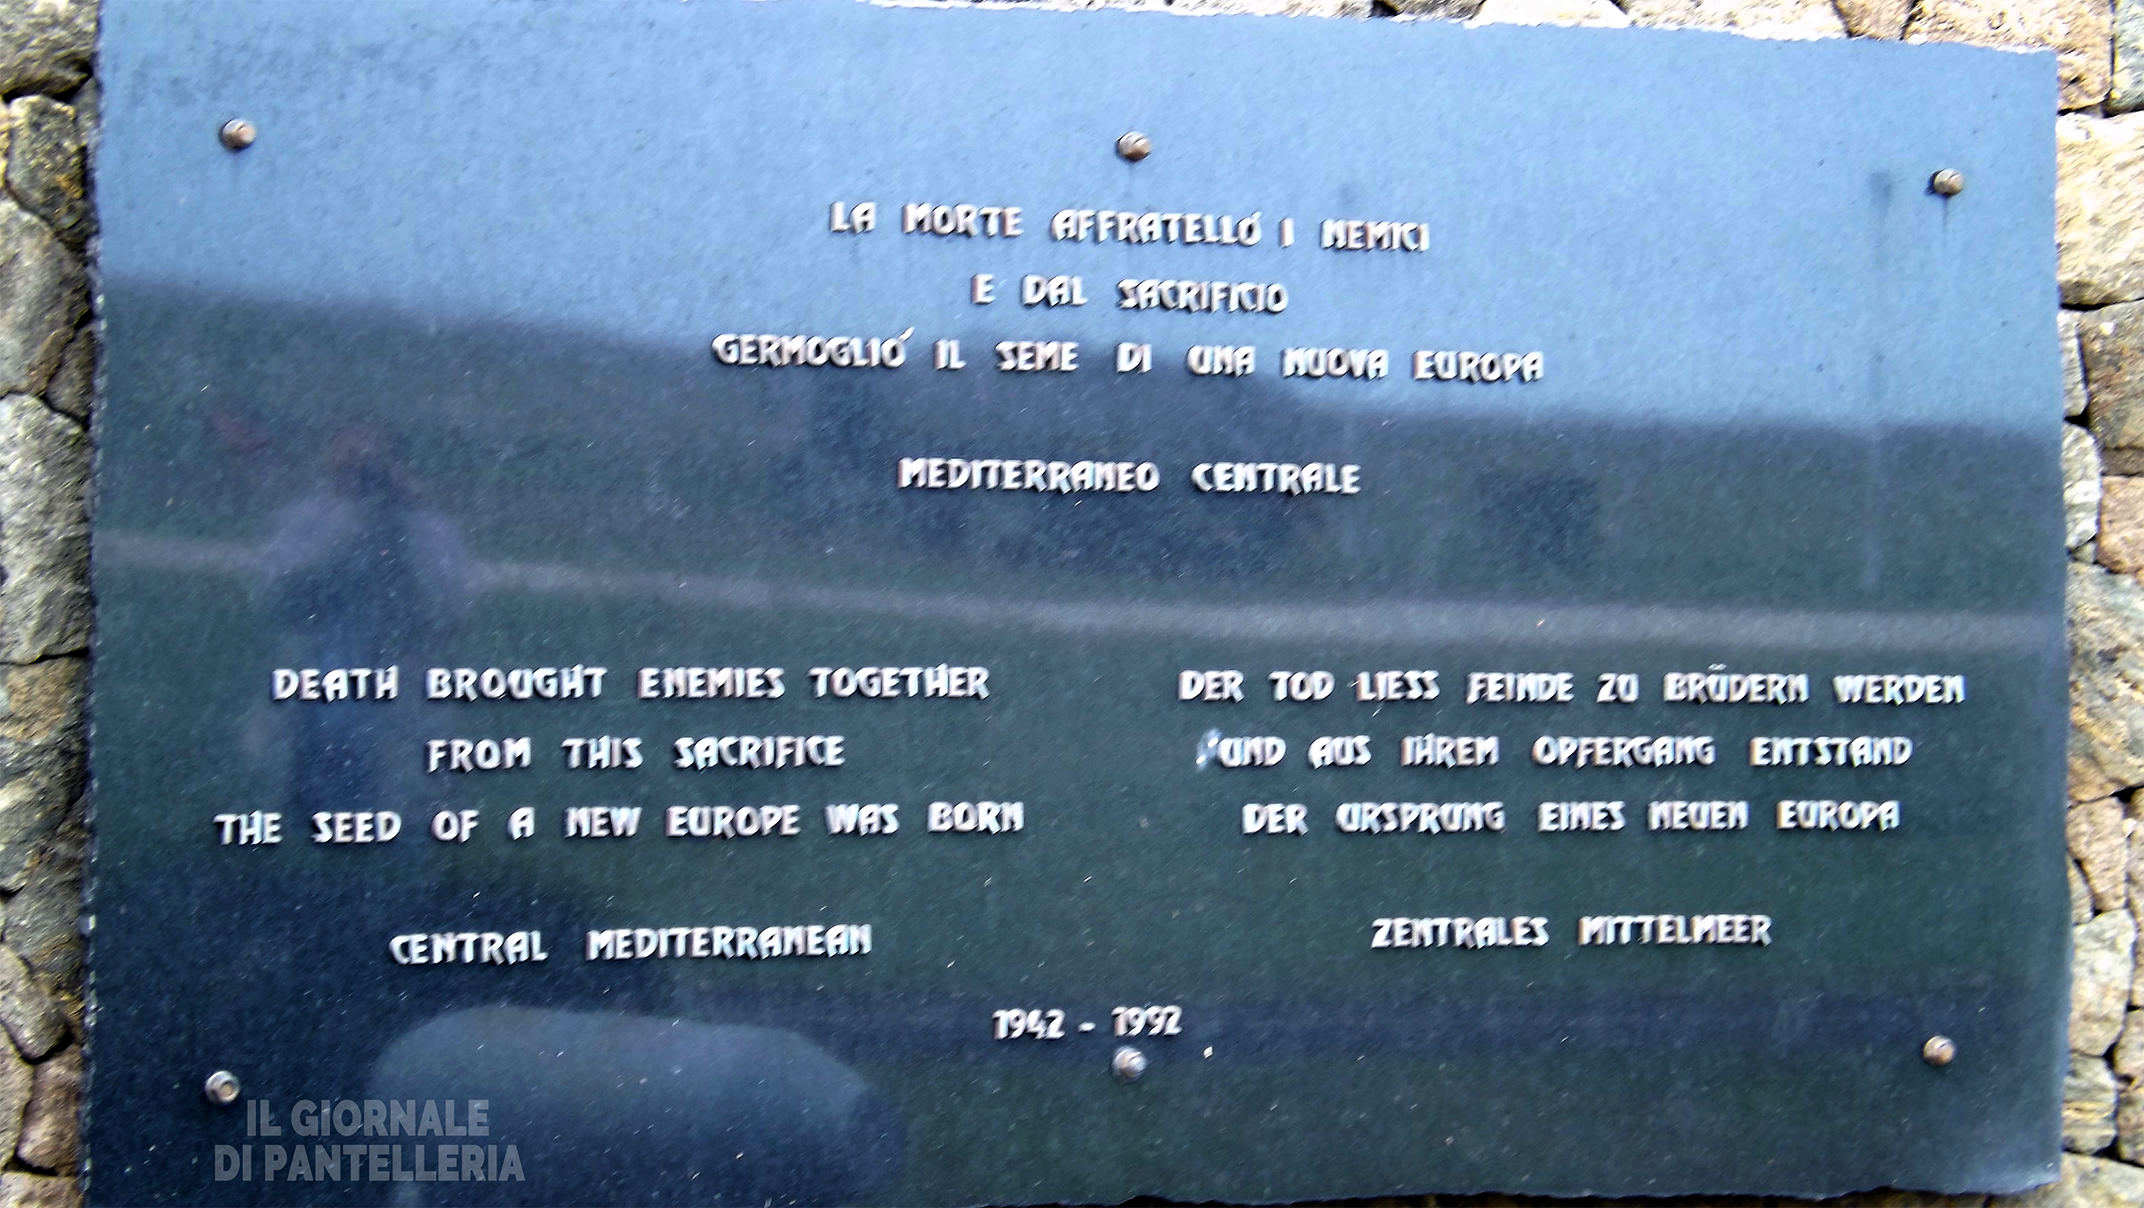 LA MORTE AFFRATELLÓ I NEMICI
E DAL SACRIFICIO
GERMOGLIÓ IL SEME DI UNA NUOVA EUROPA
MEDITERRANEO CENTRALE
DEATH BROUGHT ENEMIES TOGETHER
FROM THIS SACRIFICE
THE SEED OF A NEW EUROPE WAS BORN
CENTRAL MEDITERRANEAN
DER TOD LIESS FEINDE ZU BRÜDERN WERDEN
UND AUS IHREM OPFERGANG ENTSTAND
DER URSPRUNG EINES NEUEN EUROPA
ZENTRALES MITTELMEER
1942 - 1992
IL GIORNALE
DI PANTELLERIA